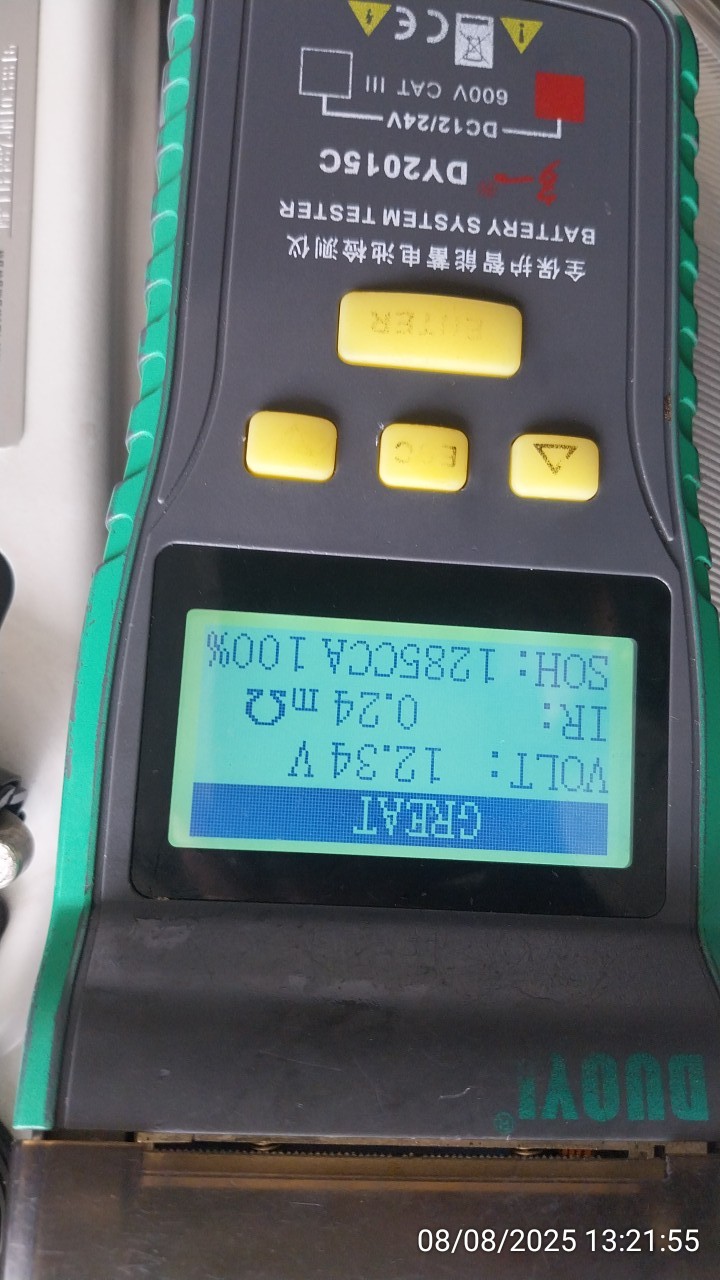 DUOYI®
GREAT
VOLT: 12.34 V
IR: 0.24 mΩ
SOH: 1285CCA 100%
ESC
ENTER
全保护智能蓄电池检测仪
BATTERY SYSTEM TESTER
DY2015C
DC12/24V
600V CAT III
CE
08/08/2025 13:21:55